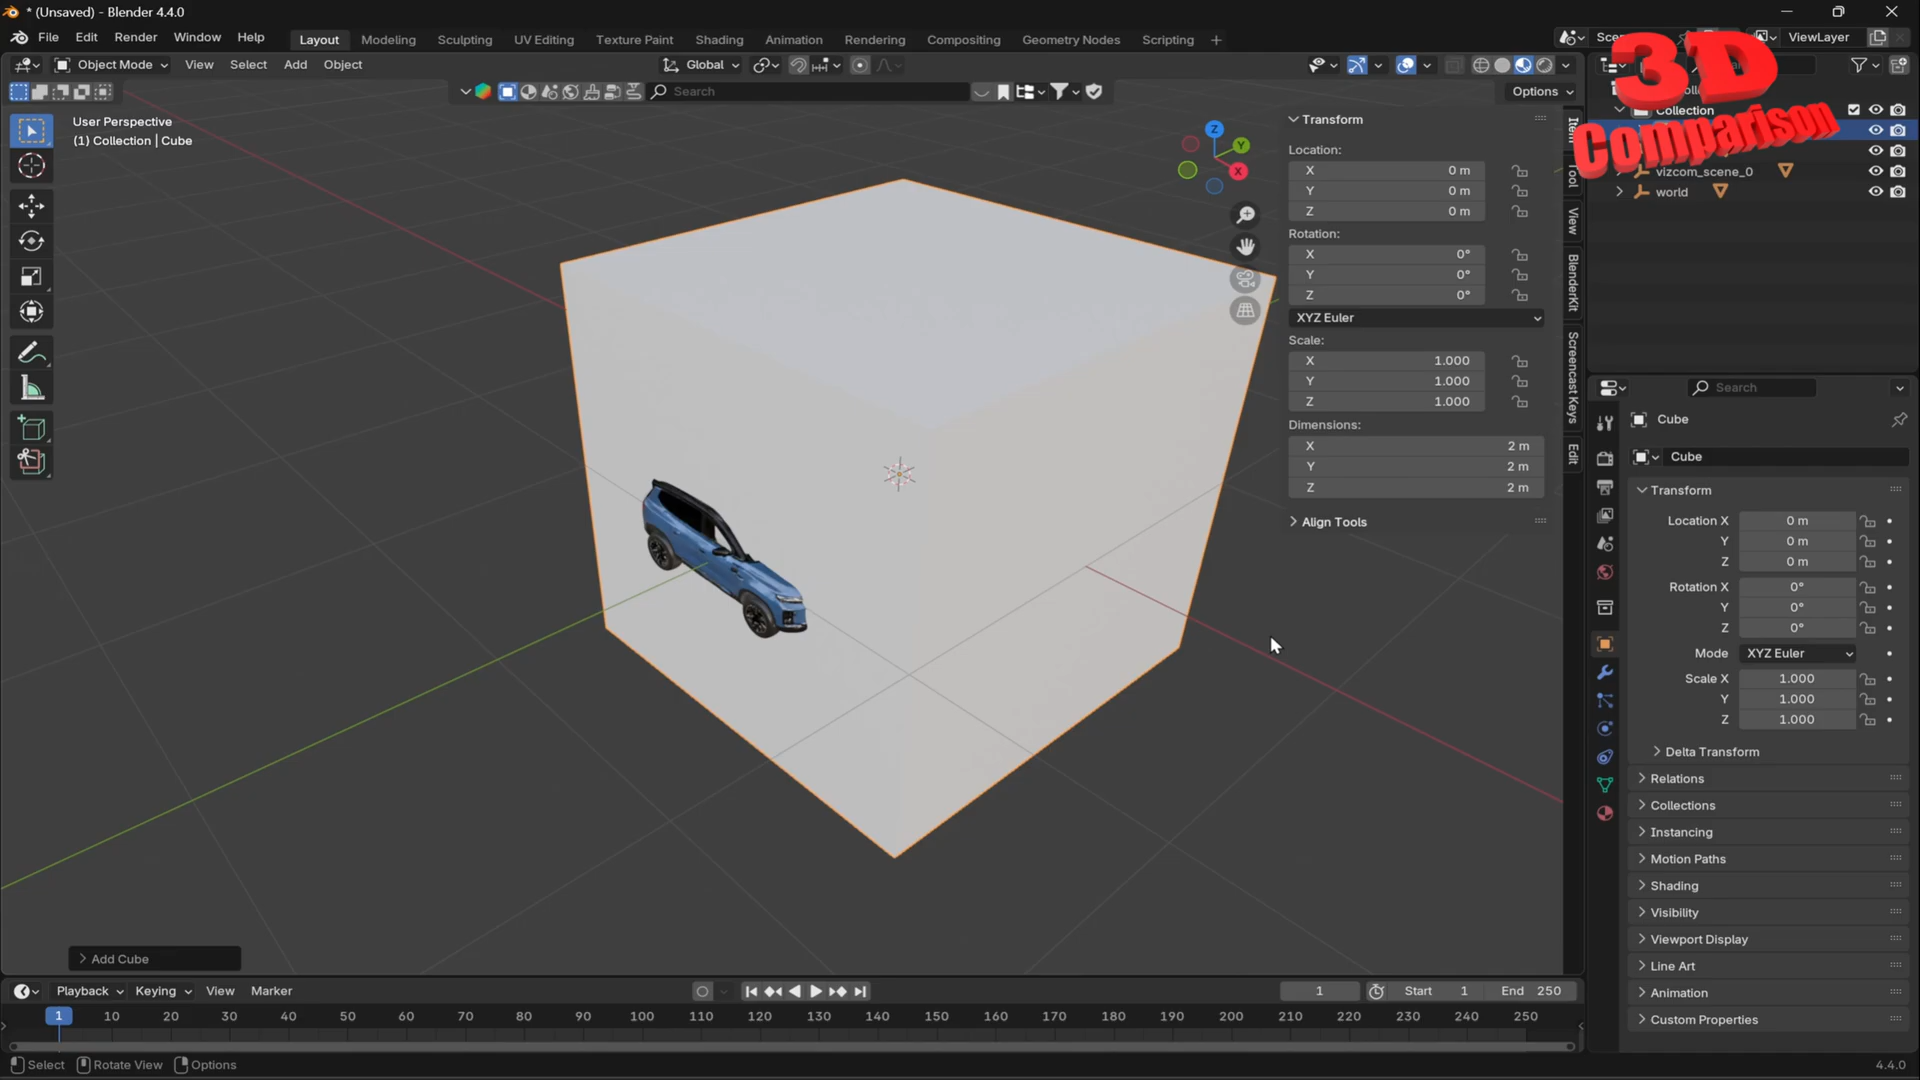 * (Unsaved) - Blender 4.4.0
File Edit Render Window Help
Layout Modeling Sculpting UV Editing Texture Paint Shading Animation Rendering Compositing Geometry Nodes Scripting +
ViewLayer
Object Mode View Select Add Object
Global
Search
Options
3D
Comparison
User Perspective
(1) Collection | Cube
Z
Y
X
Transform
Location:
X 0 m
Y 0 m
Z 0 m
Rotation:
X 0°
Y 0°
Z 0°
XYZ Euler
Scale:
X 1.000
Y 1.000
Z 1.000
Dimensions:
X 2 m
Y 2 m
Z 2 m
Align Tools
Tool
View
BlenderKit
Screencast Keys
Edit
Collection
vizcom_scene_0
world
Search
Cube
Cube
Transform
Location X 0 m
Y 0 m
Z 0 m
Rotation X 0°
Y 0°
Z 0°
Mode XYZ Euler
Scale X 1.000
Y 1.000
Z 1.000
Delta Transform
Relations
Collections
Instancing
Motion Paths
Shading
Visibility
Viewport Display
Line Art
Animation
Custom Properties
Add Cube
Playback Keying View Marker
1 Start 1 End 250
1 10 20 30 40 50 60 70 80 90 100 110 120 130 140 150 160 170 180 190 200 210 220 230 240 250
Select Rotate View Options
4.4.0